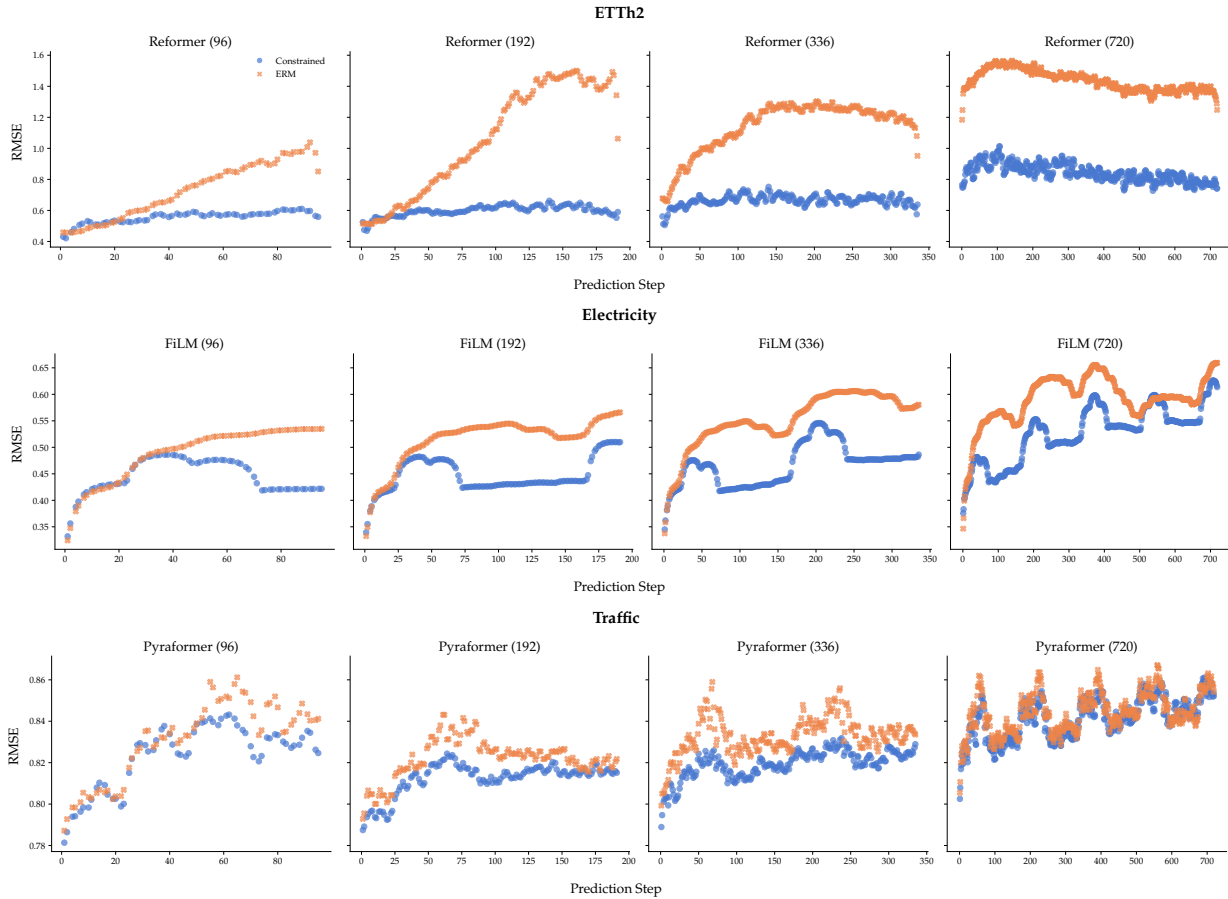 ETTh2
Reformer (96) Reformer (192) Reformer (336) Reformer (720)
Constrained
ERM
RMSE
1.6
1.4
1.2
1.0
0.8
0.6
0.4
0 20 40 60 80
0 25 50 75 100 125 150 175 200
0 50 100 150 200 250 300 350
0 100 200 300 400 500 600 700
Prediction Step
Electricity
FiLM (96) FiLM (192) FiLM (336) FiLM (720)
RMSE
0.65
0.60
0.55
0.50
0.45
0.40
0.35
0 20 40 60 80
0 25 50 75 100 125 150 175 200
0 50 100 150 200 250 300 350
0 100 200 300 400 500 600 700
Prediction Step
Traffic
Pyraformer (96) Pyraformer (192) Pyraformer (336) Pyraformer (720)
RMSE
0.86
0.84
0.82
0.80
0.78
0 20 40 60 80
0 25 50 75 100 125 150 175 200
0 50 100 150 200 250 300 350
0 100 200 300 400 500 600 700
Prediction Step